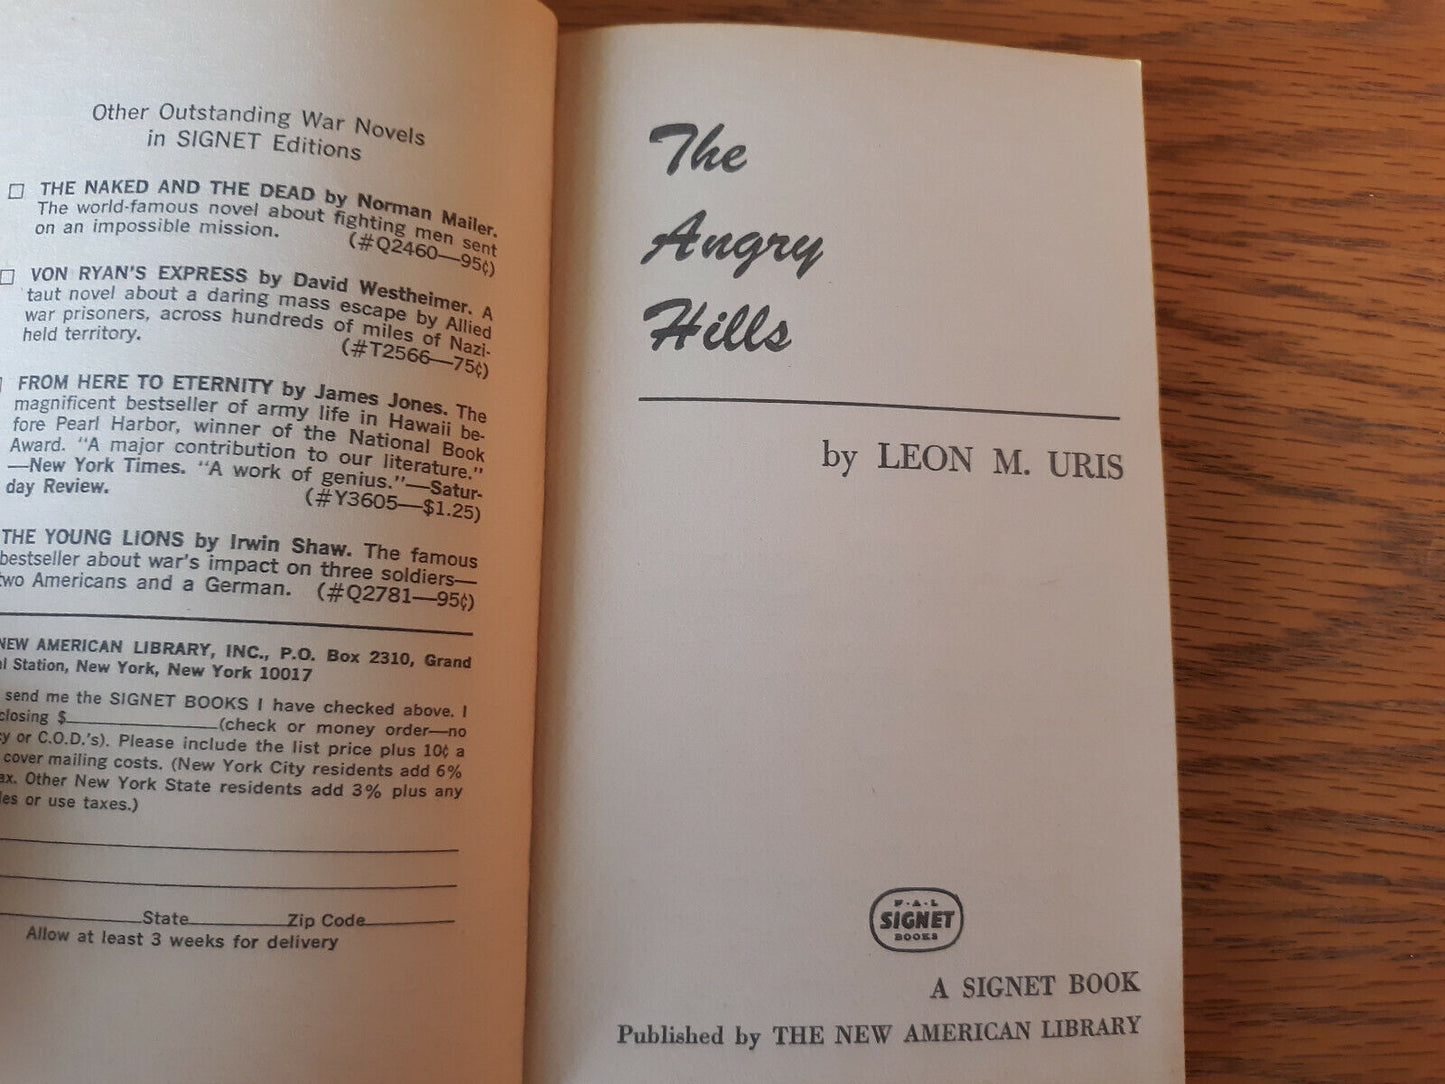 Other Outstanding War Novels
in SIGNET Editions
THE NAKED AND THE DEAD by Norman Mailer.
The world-famous novel about fighting men sent
on an impossible mission. (#Q2460—95¢)
VON RYAN'S EXPRESS by David Westheimer. A
taut novel about a daring mass escape by Allied
war prisoners, across hundreds of miles of Nazi-
held territory. (#T2566—75¢)
FROM HERE TO ETERNITY by James Jones. The
magnificent bestseller of army life in Hawaii be-
fore Pearl Harbor, winner of the National Book
Award. "A major contribution to our literature."
—New York Times. "A work of genius."—Satur-
day Review. (#Y3605—$1.25)
THE YOUNG LIONS by Irwin Shaw. The famous
bestseller about war's impact on three soldiers—
two Americans and a German. (#Q2781—95¢)
NEW AMERICAN LIBRARY, INC., P.O. Box 2310, Grand
l Station, New York, New York 10017
send me the SIGNET BOOKS I have checked above. I
closing $ (check or money order—no
y or C.O.D.'s). Please include the list price plus 10¢ a
cover mailing costs. (New York City residents add 6%
ax. Other New York State residents add 3% plus any
les or use taxes.)
State Zip Code
Allow at least 3 weeks for delivery
The
Angry
Hills
by LEON M. URIS
SIGNET
BOOKS
A SIGNET BOOK
Published by THE NEW AMERICAN LIBRARY